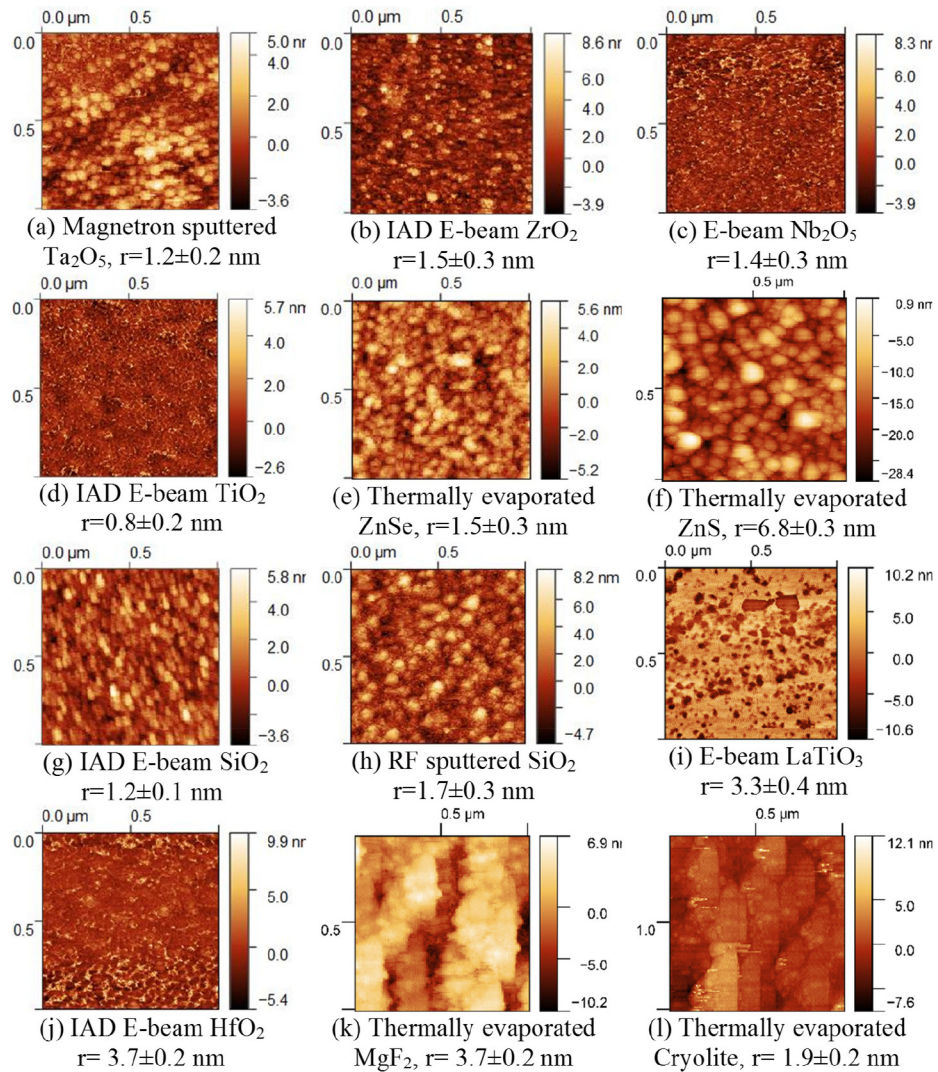 0.0 µm 0.5
0.0
0.5
5.0 nm
4.0
2.0
0.0
−3.6
(a) Magnetron sputtered
Ta₂O₅, r=1.2±0.2 nm
0.0 µm 0.5
0.0
0.5
8.6 nm
6.0
4.0
2.0
0.0
−3.9
(b) IAD E-beam ZrO₂
r=1.5±0.3 nm
0.0 µm 0.5
0.0
0.5
8.3 nm
6.0
4.0
2.0
0.0
−3.9
(c) E-beam Nb₂O₅
r=1.4±0.3 nm
0.0 µm 0.5
0.0
0.5
5.7 nm
4.0
2.0
0.0
−2.6
(d) IAD E-beam TiO₂
r=0.8±0.2 nm
0.0 µm 0.5
0.0
0.5
5.6 nm
4.0
2.0
0.0
−2.0
−5.2
(e) Thermally evaporated
ZnSe, r=1.5±0.3 nm
0.5 µm
0.5
0.9 nm
−5.0
−10.0
−15.0
−20.0
−28.4
(f) Thermally evaporated
ZnS, r=6.8±0.3 nm
0.0 µm 0.5
0.0
0.5
5.8 nm
4.0
2.0
0.0
−3.6
(g) IAD E-beam SiO₂
r=1.2±0.1 nm
0.0 µm 0.5
0.0
0.5
8.2 nm
6.0
4.0
2.0
0.0
−4.7
(h) RF sputtered SiO₂
r=1.7±0.3 nm
0.0 µm 0.5
0.0
0.5
10.2 nm
5.0
0.0
−5.0
−10.6
(i) E-beam LaTiO₃
r= 3.3±0.4 nm
0.0 µm 0.5
0.0
0.5
9.9 nm
5.0
0.0
−5.4
(j) IAD E-beam HfO₂
r= 3.7±0.2 nm
0.5 µm
0.5
6.9 nm
0.0
−5.0
−10.2
(k) Thermally evaporated
MgF₂, r= 3.7±0.2 nm
0.5 µm
1.0
12.1 nm
5.0
0.0
−7.6
(l) Thermally evaporated
Cryolite, r= 1.9±0.2 nm